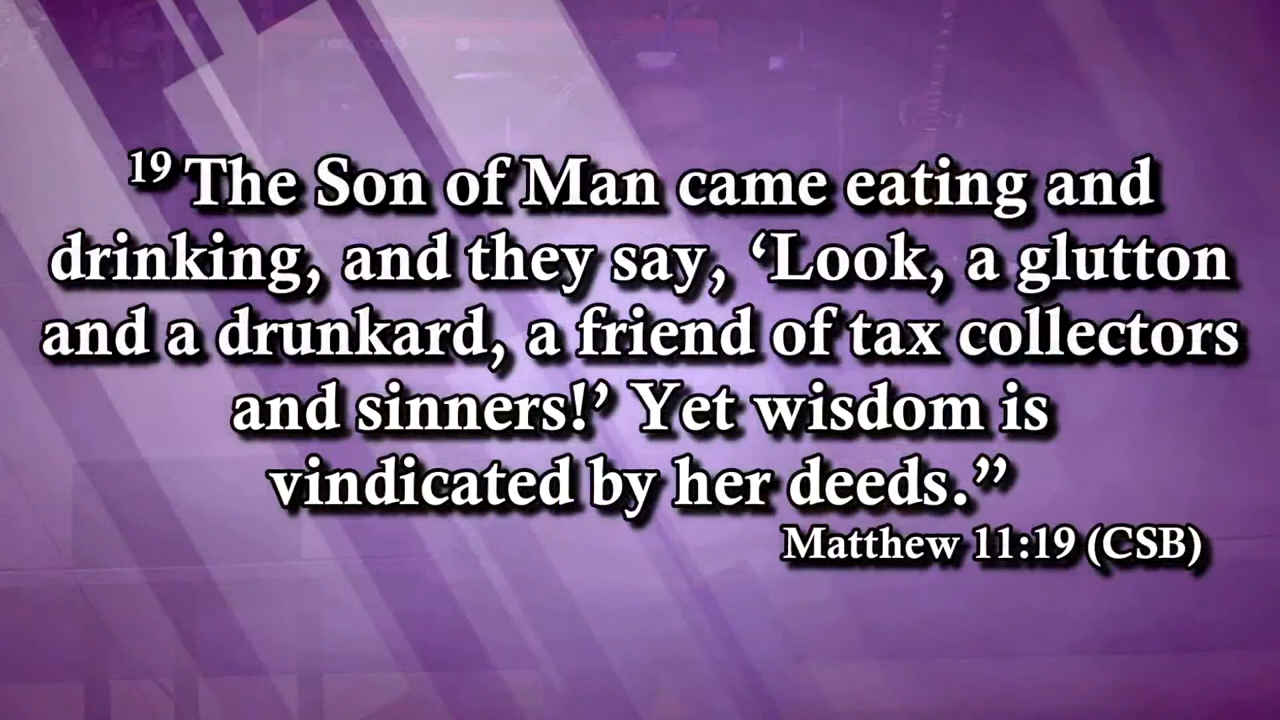 19 The Son of Man came eating and
drinking, and they say, ‘Look, a glutton
and a drunkard, a friend of tax collectors
and sinners!’ Yet wisdom is
vindicated by her deeds.”
Matthew 11:19 (CSB)